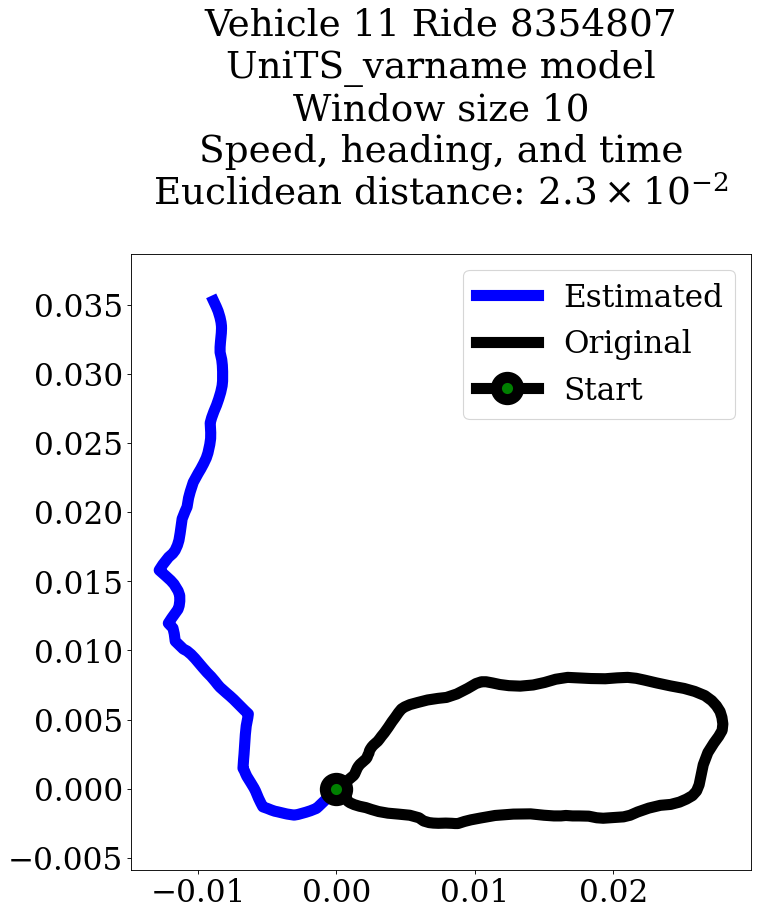 Vehicle 11 Ride 8354807
UniTS_varname model
Window size 10
Speed, heading, and time
Euclidean distance: 2.3 × 10⁻²
Estimated
Original
Start
0.035
0.030
0.025
0.020
0.015
0.010
0.005
0.000
−0.005
−0.01 0.00 0.01 0.02